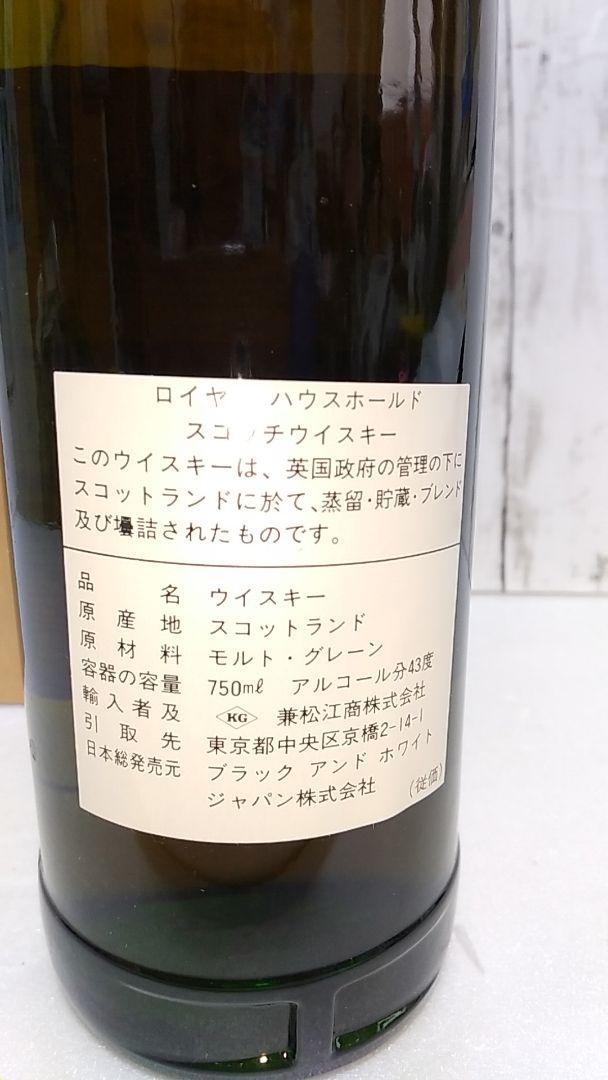 ロイヤ ハウスホールド
スコッチウイスキー
このウイスキーは、英国政府の管理の下に
スコットランドに於て、蒸留・貯蔵・ブレンド
及び壜詰されたものです。
品名 ウイスキー
原産地 スコットランド
原材料 モルト・グレーン
容器の容量 750mℓ アルコール分43度
輸入者及 KG 兼松江商株式会社
引取先 東京都中央区京橋2-14-1
日本総発売元 ブラック アンド ホワイト
ジャパン株式会社 (従価)